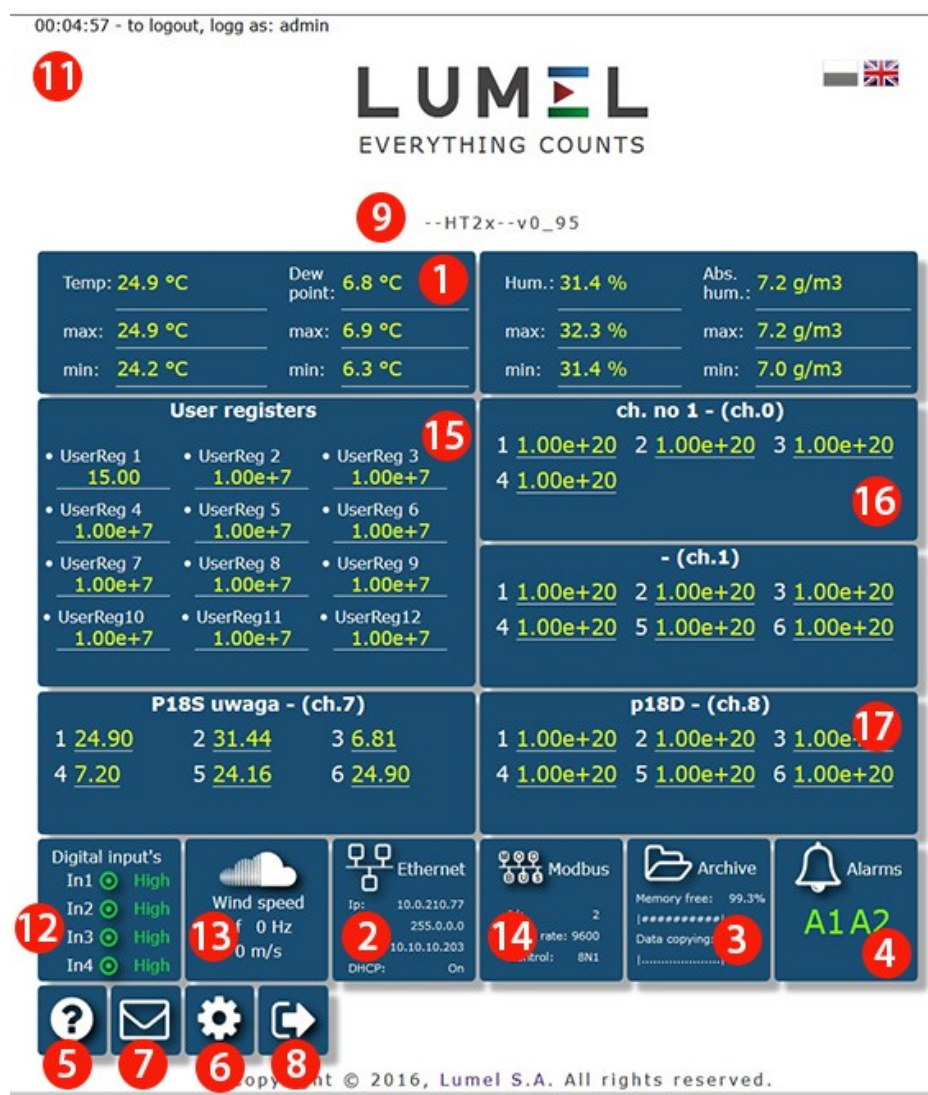 00:04:57 - to logout, logg as: admin
11
LUMEL
EVERYTHING COUNTS
9 --HT2x--v0_95
Temp: 24.9 °C Dew point: 6.8 °C 1
max: 24.9 °C max: 6.9 °C
min: 24.2 °C min: 6.3 °C
Hum.: 31.4 % Abs. hum.: 7.2 g/m3
max: 32.3 % max: 7.2 g/m3
min: 31.4 % min: 7.0 g/m3
User registers
15
• UserReg 1 • UserReg 2 • UserReg 3
15.00 1.00e+7 1.00e+7
• UserReg 4 • UserReg 5 • UserReg 6
1.00e+7 1.00e+7 1.00e+7
• UserReg 7 • UserReg 8 • UserReg 9
1.00e+7 1.00e+7 1.00e+7
• UserReg10 • UserReg11 • UserReg12
1.00e+7 1.00e+7 1.00e+7
ch. no 1 - (ch.0)
1 1.00e+20 2 1.00e+20 3 1.00e+20
4 1.00e+20
16
- (ch.1)
1 1.00e+20 2 1.00e+20 3 1.00e+20
4 1.00e+20 5 1.00e+20 6 1.00e+20
P18S uwaga - (ch.7)
1 24.90 2 31.44 3 6.81
4 7.20 5 24.16 6 24.90
p18D - (ch.8)
17
1 1.00e+20 2 1.00e+20 3
4 1.00e+20 5 1.00e+20 6 1.00e+20
Digital input's
In1 High
In2 High
12 In3 High
In4 High
Wind speed
13 0 Hz
0 m/s
Ethernet
Ip: 10.0.210.77
255.0.0.0
2 10.10.10.203
DHCP: On
Modbus
2
14 rate: 9600
8N1
Archive
Memory free: 99.3%
|##########|
Data copying: 3
|....................|
Alarms
A1 A2
4
?
5 7 6 8
© 2016, Lumel S.A. All rights reserved.